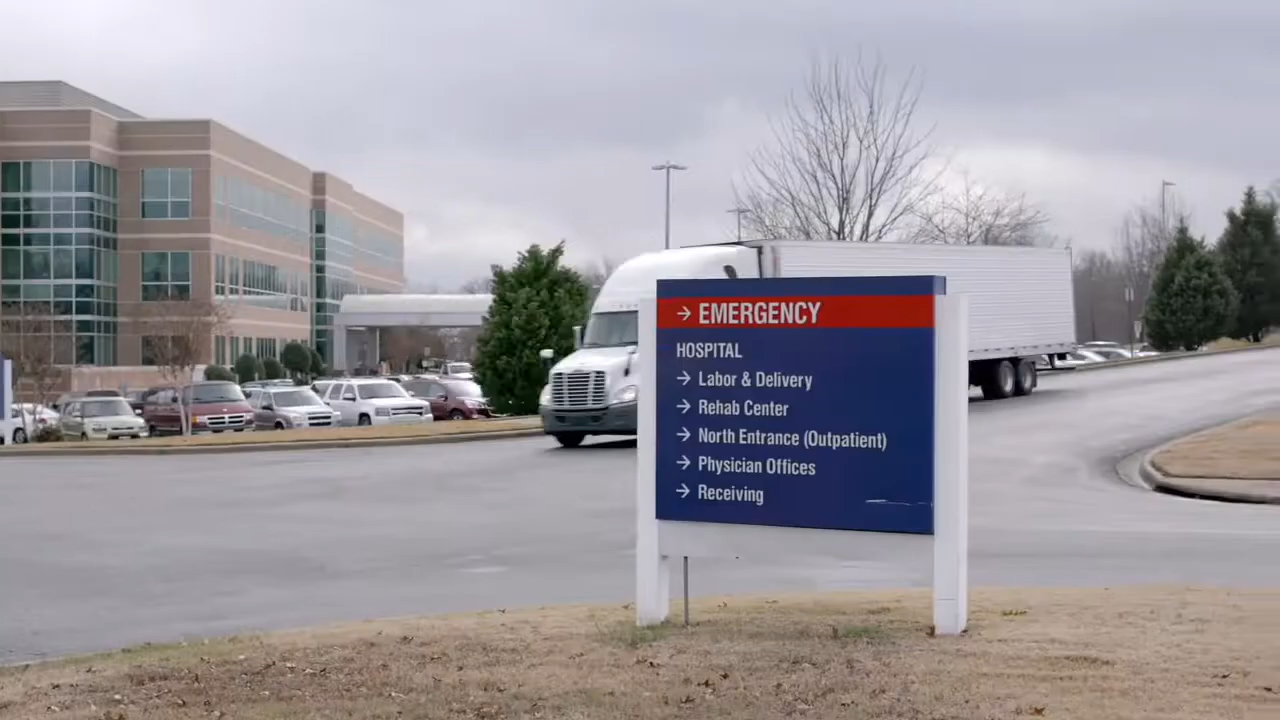 → EMERGENCY
HOSPITAL
→ Labor & Delivery
→ Rehab Center
→ North Entrance (Outpatient)
→ Physician Offices
→ Receiving